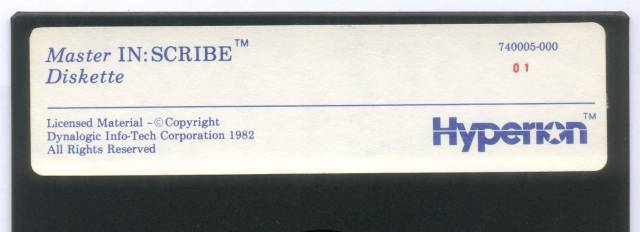 Master IN:SCRIBE™
Diskette
740005-000
01
Licensed Material -©Copyright
Dynalogic Info-Tech Corporation 1982
All Rights Reserved
Hyperion™